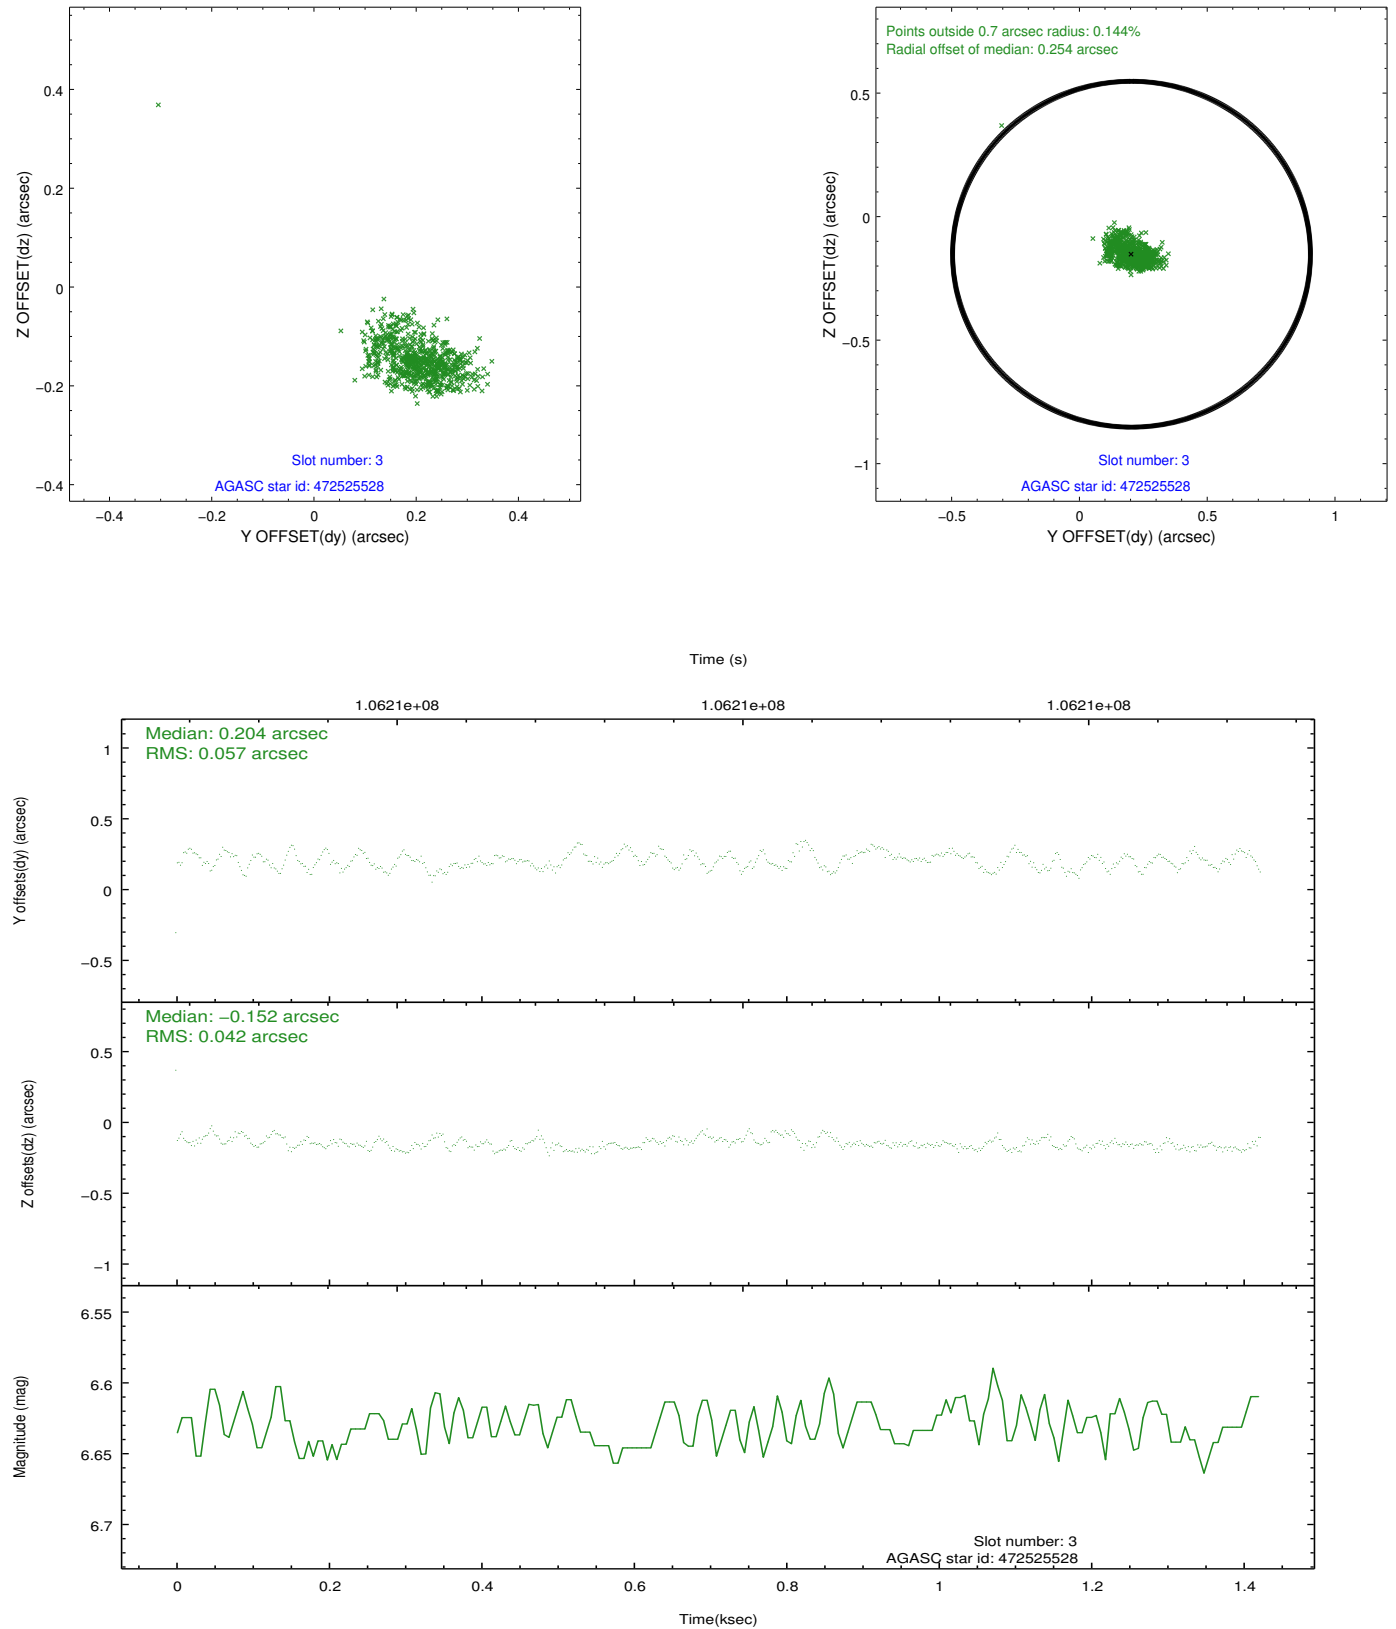 0.4
0.2
0
−0.2
−0.4
Z OFFSET(dz) (arcsec)
Slot number: 3
AGASC star id: 472525528
−0.4
−0.2
0
0.2
0.4
Y OFFSET(dy) (arcsec)
Points outside 0.7 arcsec radius: 0.144%
Radial offset of median: 0.254 arcsec
0.5
0
−0.5
−1
Z OFFSET(dz) (arcsec)
Slot number: 3
AGASC star id: 472525528
−0.5
0
0.5
1
Y OFFSET(dy) (arcsec)
Time (s)
1.0621e+08
1.0621e+08
1.0621e+08
Median: 0.204 arcsec
RMS: 0.057 arcsec
1
0.5
0
−0.5
Y offsets(dy) (arcsec)
Median: −0.152 arcsec
RMS: 0.042 arcsec
0.5
0
−0.5
−1
Z offsets(dz) (arcsec)
6.55
6.6
6.65
6.7
Magnitude (mag)
Slot number: 3
AGASC star id: 472525528
0
0.2
0.4
0.6
0.8
1
1.2
1.4
Time(ksec)